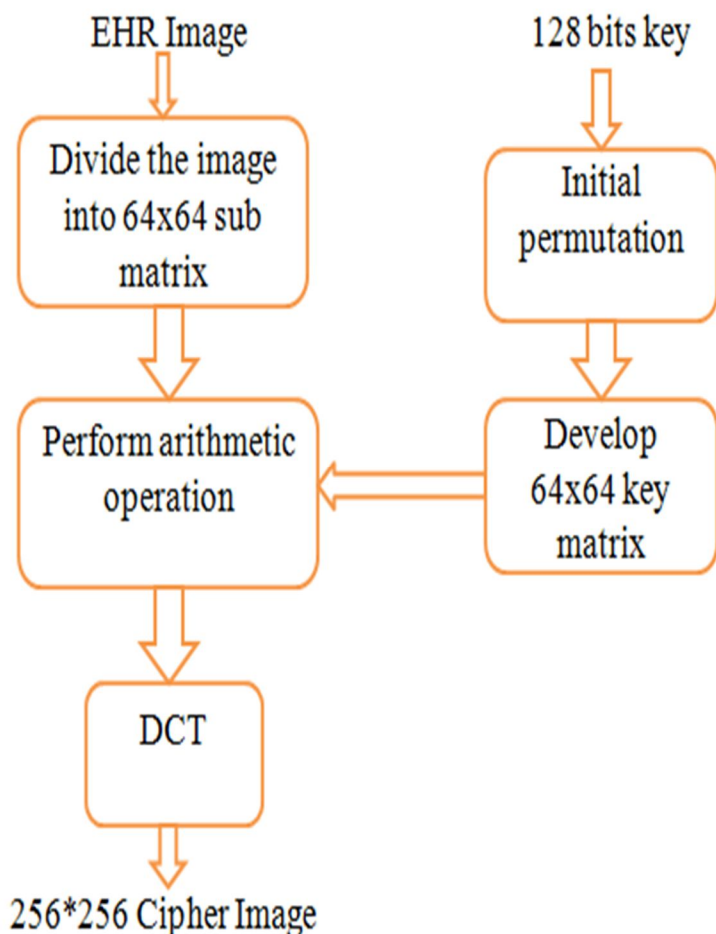 EHR Image
128 bits key
Divide the image
into 64x64 sub
matrix
Initial
permutation
Perform arithmetic
operation
Develop
64x64 key
matrix
DCT
256*256 Cipher Image